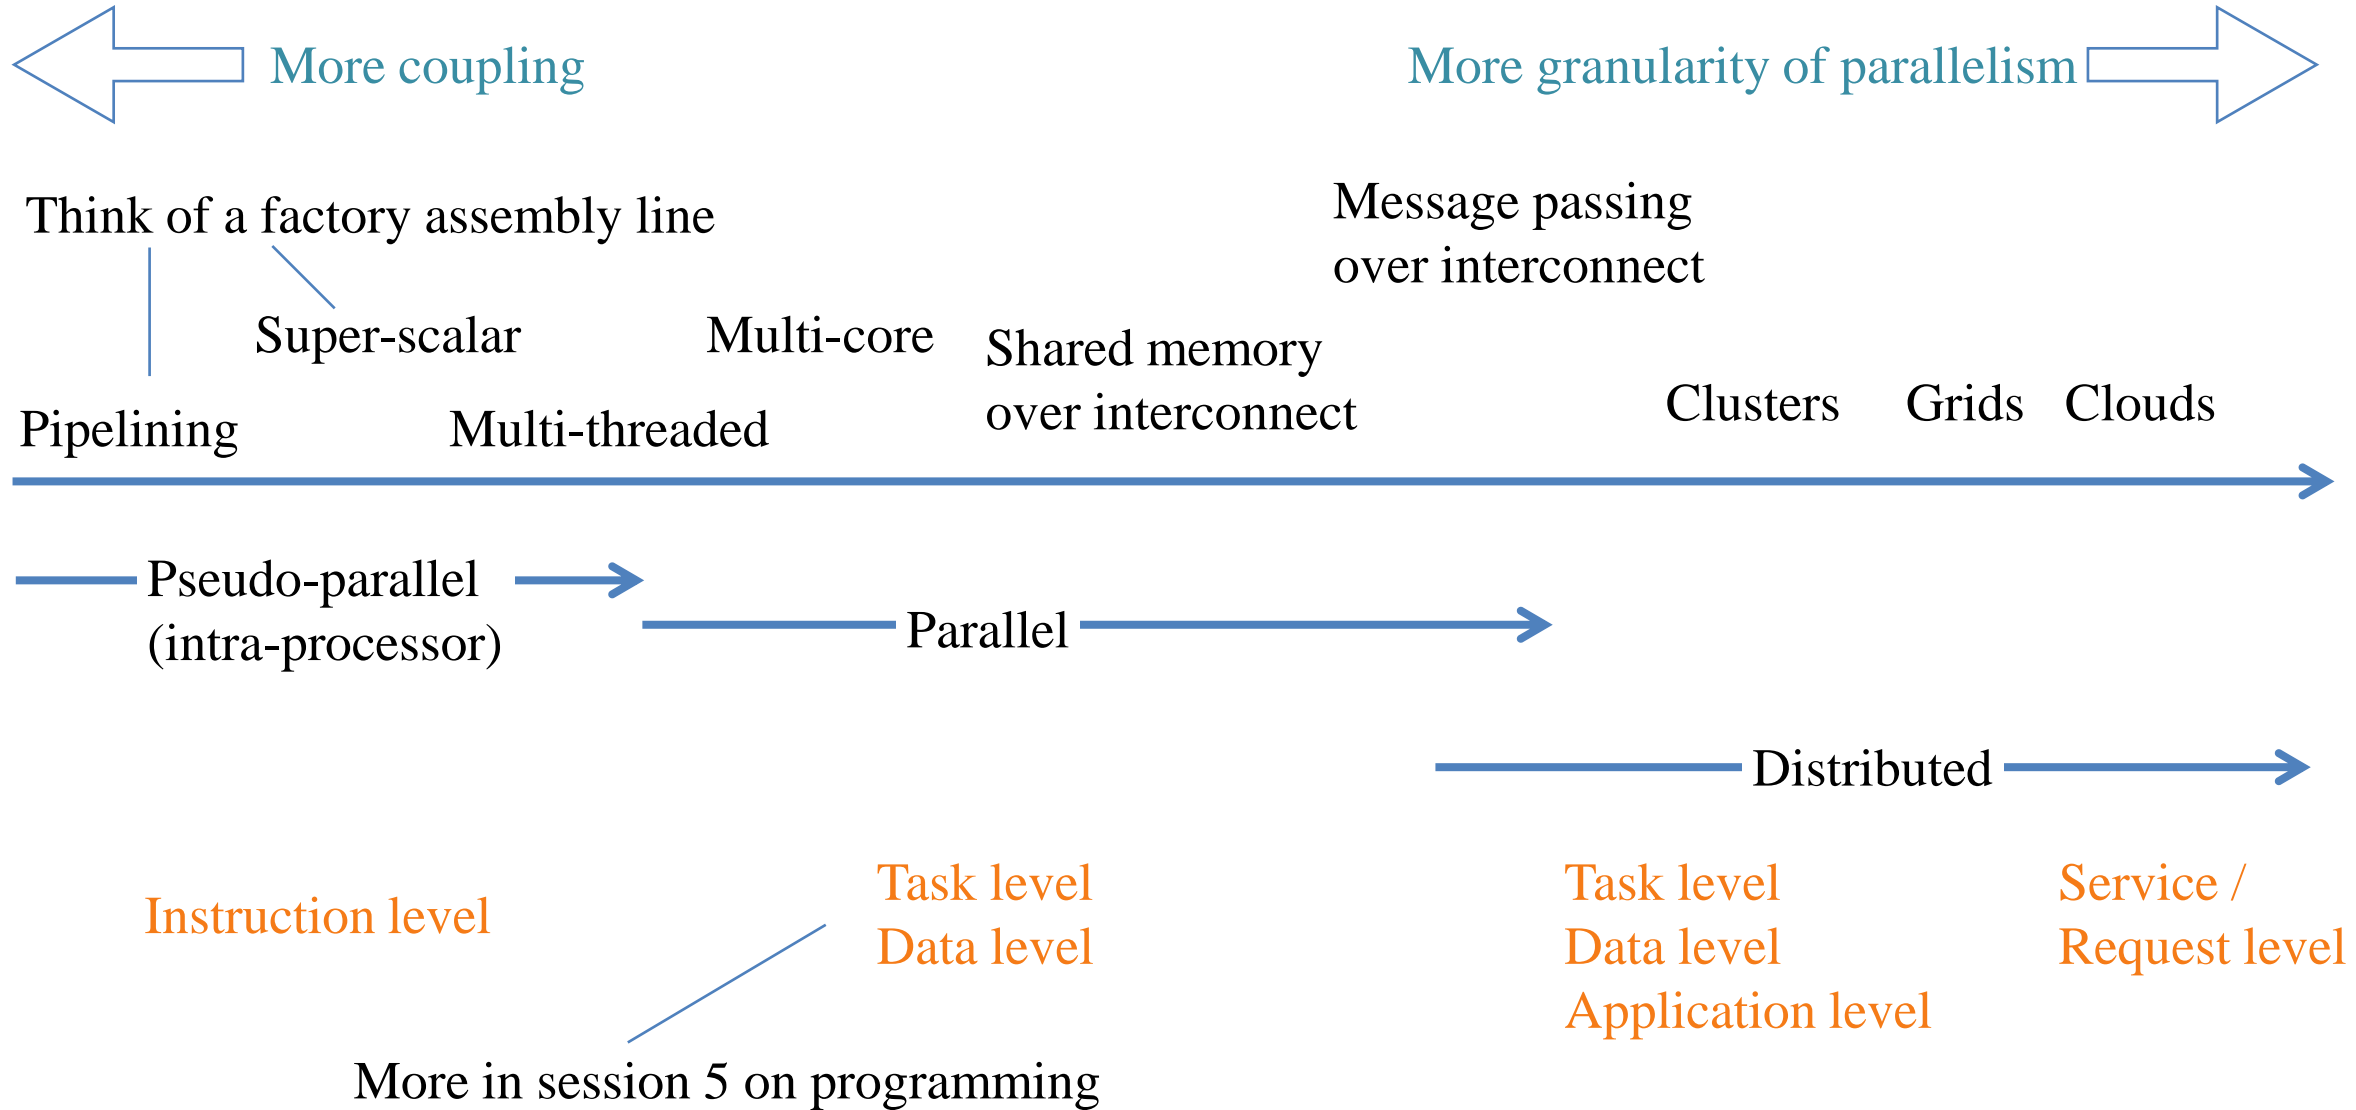 More coupling
More granularity of parallelism
Think of a factory assembly line
Message passing
over interconnect
Super-scalar
Multi-core
Shared memory
over interconnect
Pipelining
Multi-threaded
Clusters
Grids
Clouds
Pseudo-parallel
(intra-processor)
Parallel
Distributed
Instruction level
Task level
Data level
Task level
Data level
Application level
Service /
Request level
More in session 5 on programming